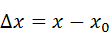 Δx = x − x₀